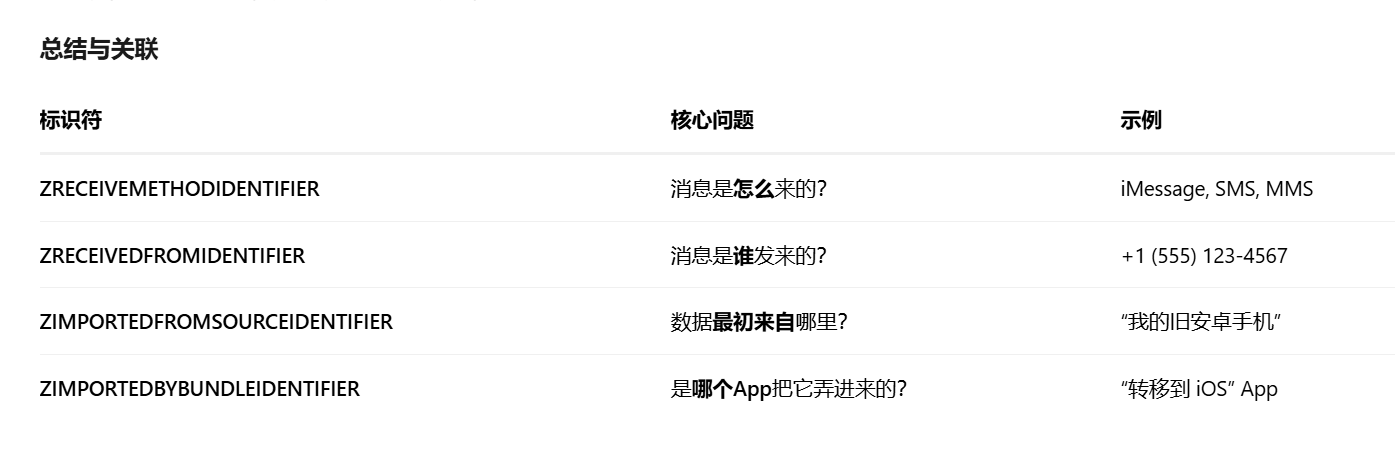 总结与关联
标识符 核心问题 示例
ZRECEIVEMETHODIDENTIFIER 消息是怎么来的？ iMessage, SMS, MMS
ZRECEIVEDFROMIDENTIFIER 消息是谁发来的？ +1 (555) 123-4567
ZIMPORTEDFROMSOURCEIDENTIFIER 数据最初来自哪里？ “我的旧安卓手机”
ZIMPORTEDBYBUNDLEIDENTIFIER 是哪个App把它弄进来的？ “转移到 iOS” App